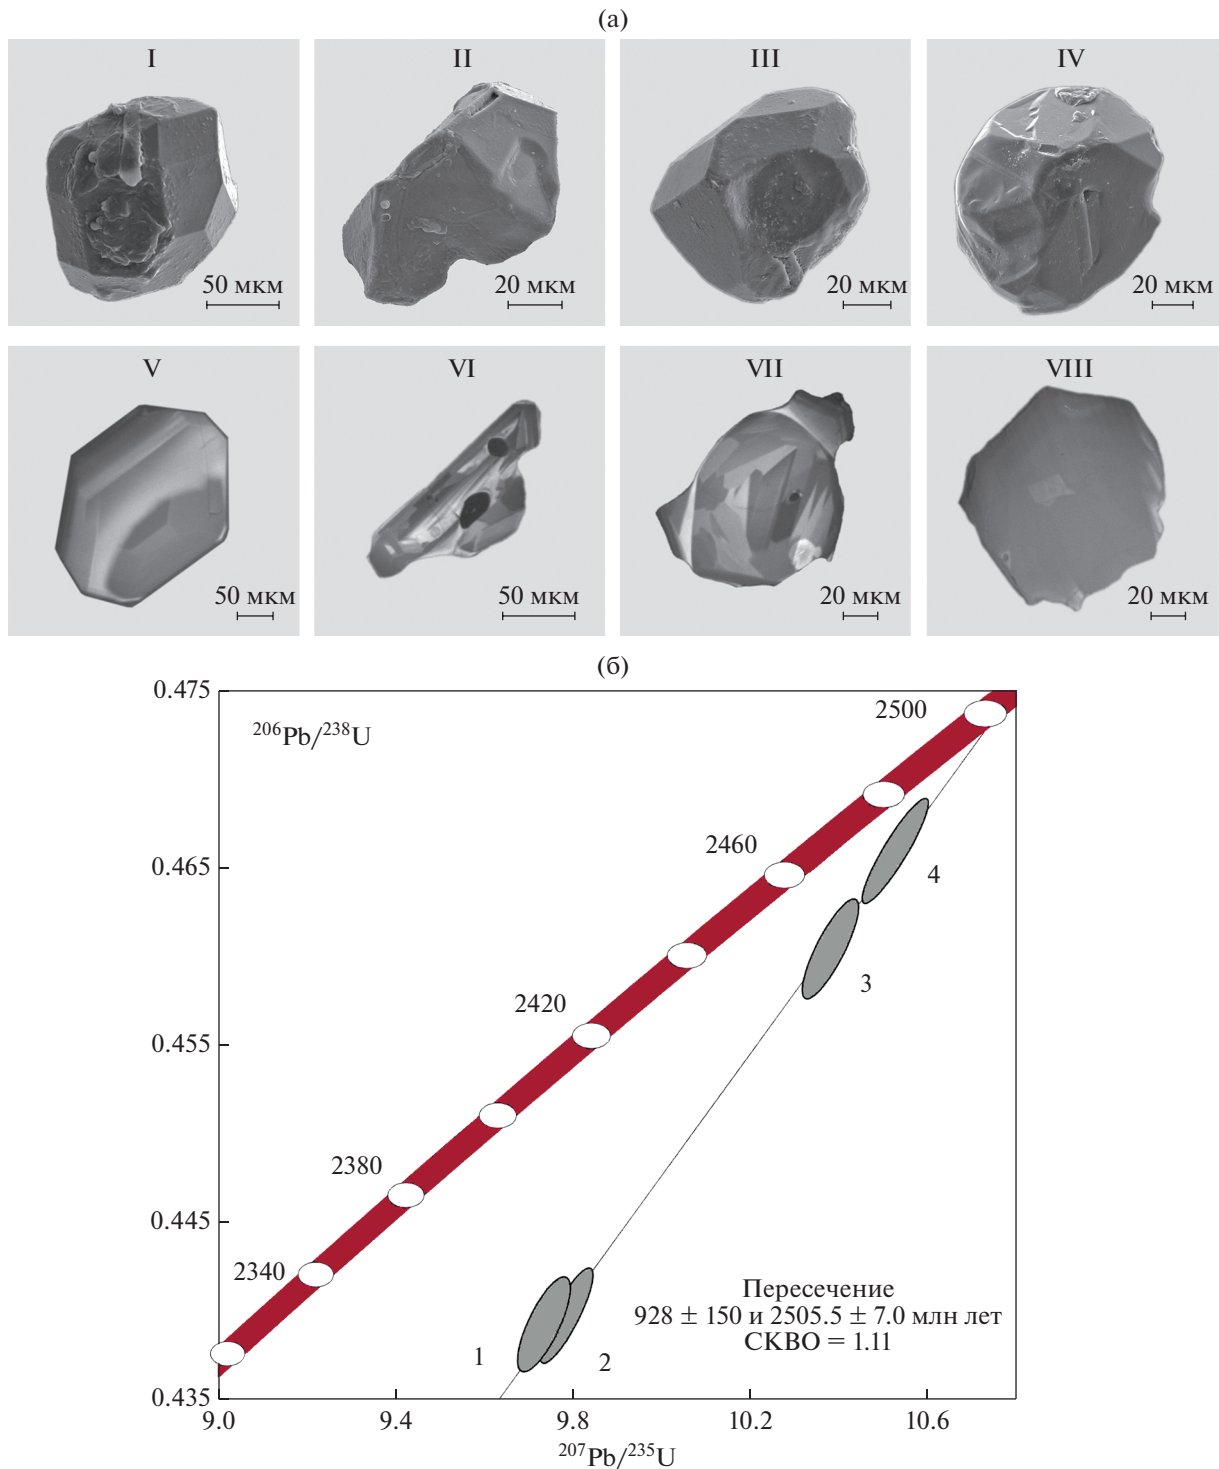 (а)
I
II
III
IV
50 мкм
20 мкм
20 мкм
20 мкм
V
VI
VII
VIII
50 мкм
50 мкм
20 мкм
20 мкм
(б)
0.475
2500
²⁰⁶Pb/²³⁸U
0.465
2460
4
3
2420
0.455
2380
0.445
2340
Пересечение
928 ± 150 и 2505.5 ± 7.0 млн лет
СКВО = 1.11
1
2
0.435
9.0
9.4
9.8
10.2
10.6
²⁰⁷Pb/²³⁵U